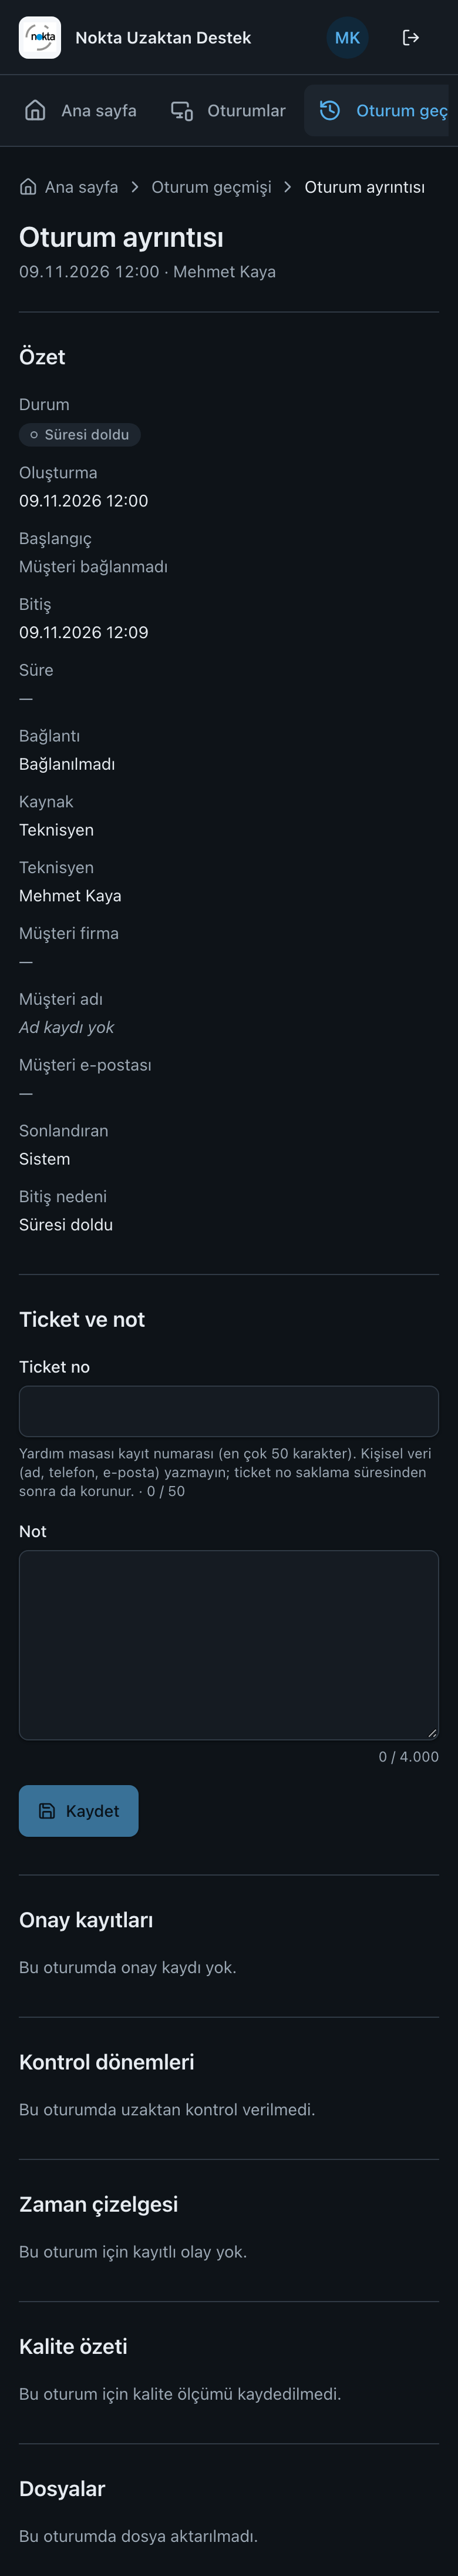 nokta
Nokta Uzaktan Destek
MK
Ana sayfa
Oturumlar
Oturum geç
Ana sayfa
Oturum geçmişi
Oturum ayrıntısı
Oturum ayrıntısı
09.11.2026 12:00 · Mehmet Kaya
Özet
Durum
Süresi doldu
Oluşturma
09.11.2026 12:00
Başlangıç
Müşteri bağlanmadı
Bitiş
09.11.2026 12:09
Süre
—
Bağlantı
Bağlanılmadı
Kaynak
Teknisyen
Teknisyen
Mehmet Kaya
Müşteri firma
—
Müşteri adı
Ad kaydı yok
Müşteri e-postası
—
Sonlandıran
Sistem
Bitiş nedeni
Süresi doldu
Ticket ve not
Ticket no
Yardım masası kayıt numarası (en çok 50 karakter). Kişisel veri
(ad, telefon, e-posta) yazmayın; ticket no saklama süresinden
sonra da korunur. · 0 / 50
Not
0 / 4.000
Kaydet
Onay kayıtları
Bu oturumda onay kaydı yok.
Kontrol dönemleri
Bu oturumda uzaktan kontrol verilmedi.
Zaman çizelgesi
Bu oturum için kayıtlı olay yok.
Kalite özeti
Bu oturum için kalite ölçümü kaydedilmedi.
Dosyalar
Bu oturumda dosya aktarılmadı.